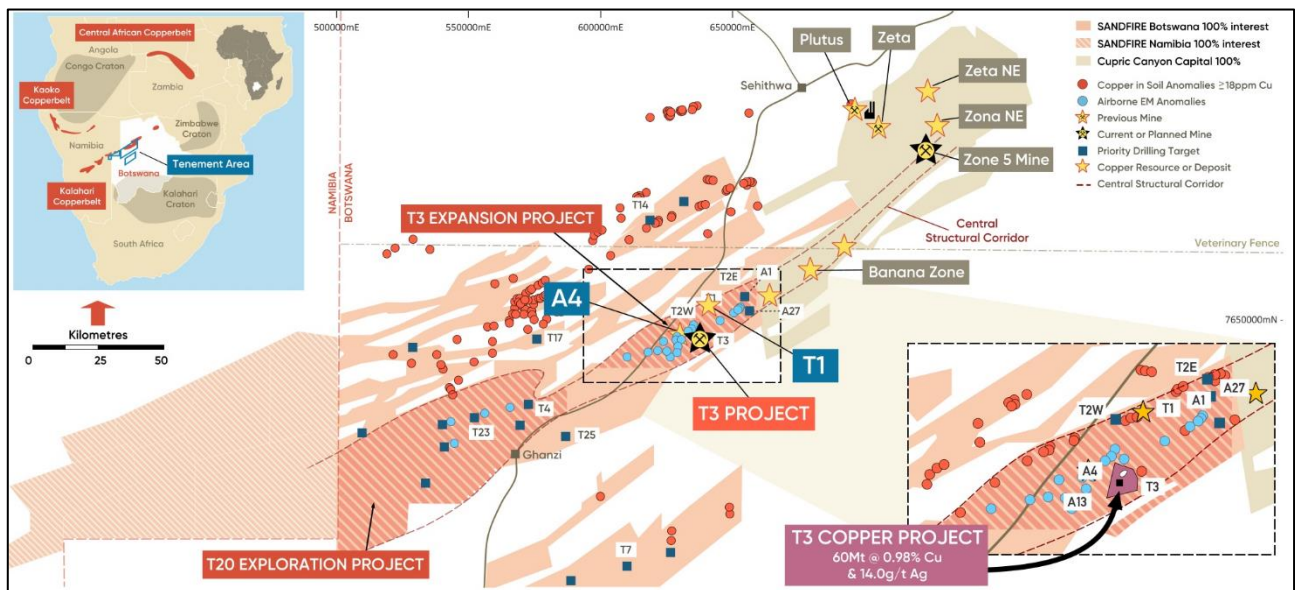 500000mE
550000mE
600000mE
650000mE
Central African Copperbelt
Angola
Congo Craton
Zambia
Kaoko
Copperbelt
Zimbabwe
Craton
Namibia
Tenement Area
Botswana
Kalahari
Copperbelt
Kalahari
Craton
South Africa
Kilometres
0
25
50
NAMIBIA
BOTSWANA
Plutus
Zeta
Sehithwa
Zeta NE
Zona NE
Zone 5 Mine
SANDFIRE Botswana 100% interest
SANDFIRE Namibia 100% interest
Cupric Canyon Capital 100%
Copper in Soil Anomalies ≥18ppm Cu
Airborne EM Anomalies
Previous Mine
Current or Planned Mine
Priority Drilling Target
Copper Resource or Deposit
Central Structural Corridor
T14
T3 EXPANSION PROJECT
Central
Structural Corridor
Veterinary Fence
Banana Zone
T2E
A1
A4
T2W
A27
T17
T3
T1
7650000mN
T3 PROJECT
T4
T23
T25
Ghanzi
T20 EXPLORATION PROJECT
T7
T2E
A27
A1
T2W
T1
A4
T3
A13
T3 COPPER PROJECT
60Mt @ 0.98% Cu
& 14.0g/t Ag